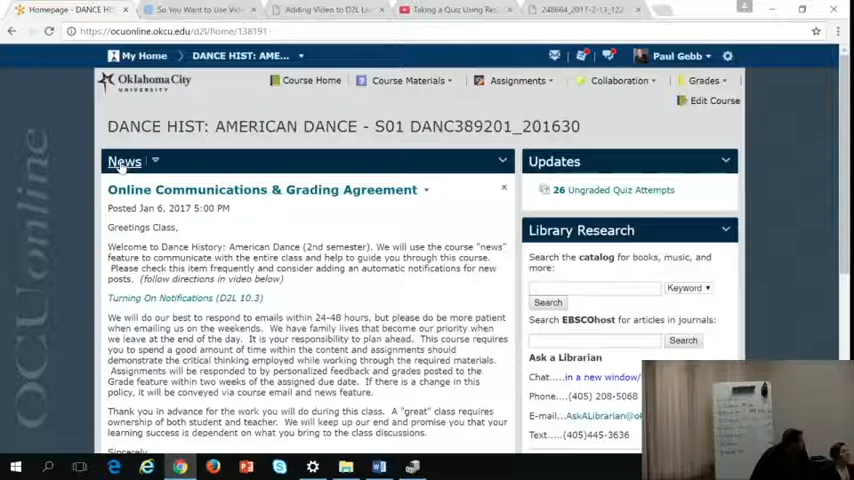 Homepage - DANCE HIS
So You Want to Use Vide
Adding Video to D2L Le
Taking a Quiz Using Res
248664_2017-2-13_12
https://ocuonline.okcu.edu/d2l/home/138191
My Home
DANCE HIST: AME...
Paul Gebb
Oklahoma City
UNIVERSITY
Course Home
Course Materials
Assignments
Collaboration
Grades
Edit Course
DANCE HIST: AMERICAN DANCE - S01 DANC389201_201630
News
Online Communications & Grading Agreement
Posted Jan 6, 2017 5:00 PM
Greetings Class,
Welcome to Dance History: American Dance (2nd semester). We will use the course "news"
feature to communicate with the entire class and help to guide you through this course.
Please check this item frequently and consider adding an automatic notifications for new
posts. (follow directions in video below)
Turning On Notifications (D2L 10.3)
We will do our best to respond to emails within 24-48 hours, but please do be more patient
when emailing us on the weekends. We have family lives that become our priority when
we leave at the end of the day. It is your responsibility to plan ahead. This course requires
you to spend a good amount of time within the content and assignments should
demonstrate the critical thinking employed while working through the required materials.
Assignments will be responded to by personalized feedback and grades posted to the
Grade feature within two weeks of the assigned due date. If there is a change in this
policy, it will be conveyed via course email and news feature.
Thank you in advance for the work you will do during this class. A "great" class requires
ownership of both student and teacher. We will keep up our end and promise you that your
learning success is dependent on what you bring to the class discussions.
Sincerely,
Updates
26 Ungraded Quiz Attempts
Library Research
Search the catalog for books, music, and
more:
Keyword
Search
Search EBSCOhost for articles in journals:
Search
Ask a Librarian
Chat.....in a new window/
Phone....(405) 208-5068
E-mail...AskALibrarian@o
Text.....(405)445-3636
OCUonline